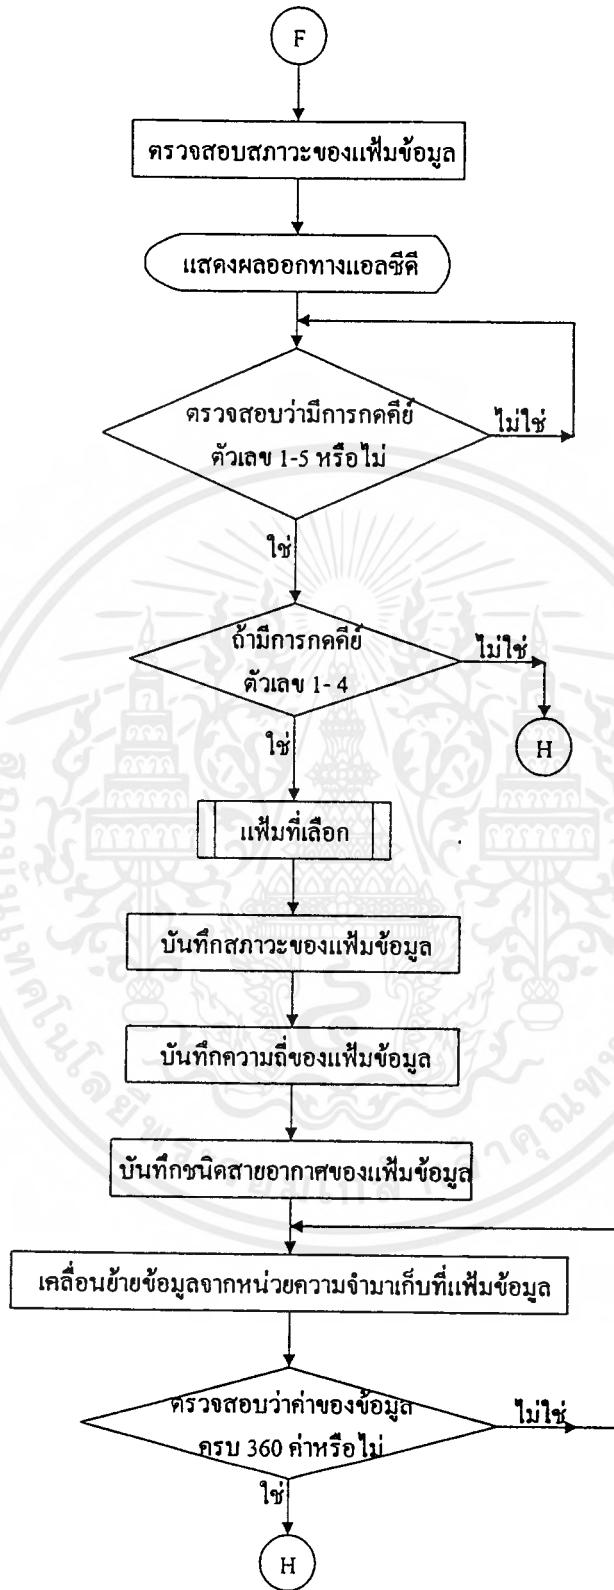 F
ตรวจสอบสภาวะของแฟ้มข้อมูล
แสดงผลออกทางแอลซีดี
ตรวจสอบว่ามีการกดคีย์
ตัวเลข 1-5 หรือไม่
ไม่ใช่
ใช่
ถ้ามีการกดคีย์
ตัวเลข 1- 4
ไม่ใช่
H
ใช่
แฟ้มที่เลือก
บันทึกสภาวะของแฟ้มข้อมูล
บันทึกความถี่ของแฟ้มข้อมูล
บันทึกชนิดสายอากาศของแฟ้มข้อมูล
เคลื่อนย้ายข้อมูลจากหน่วยความจำมาเก็บที่แฟ้มข้อมูล
ตรวจสอบว่าค่าของข้อมูล
ครบ 360 ค่าหรือไม่
ไม่ใช่
ใช่
H